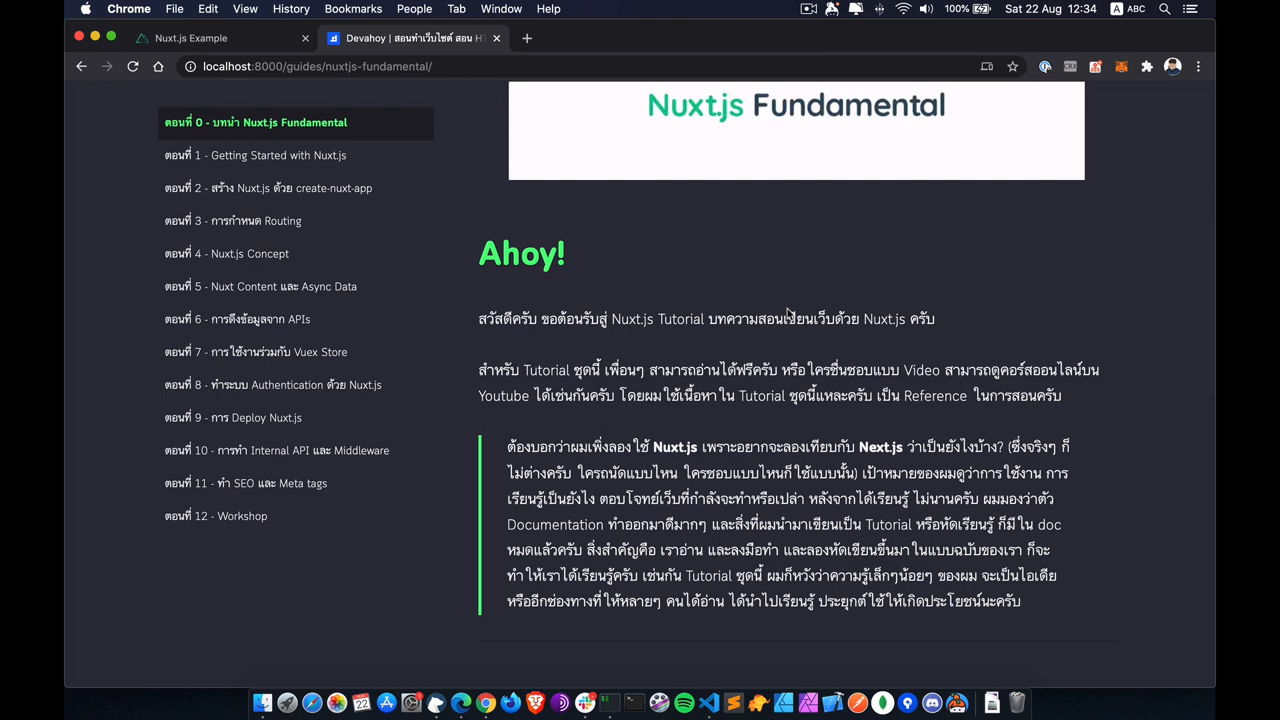 Chrome File Edit View History Bookmarks People Tab Window Help 100% Sat 22 Aug 12:34 A ABC
Nuxt.js Example
Devahoy | สอนทำเว็บไซต์ สอน HT
localhost:8000/guides/nuxtjs-fundamental/
CRX
ตอนที่ 0 - บทนำ Nuxt.js Fundamental
ตอนที่ 1 - Getting Started with Nuxt.js
ตอนที่ 2 - สร้าง Nuxt.js ด้วย create-nuxt-app
ตอนที่ 3 - การกำหนด Routing
ตอนที่ 4 - Nuxt.js Concept
ตอนที่ 5 - Nuxt Content และ Async Data
ตอนที่ 6 - การดึงข้อมูลจาก APIs
ตอนที่ 7 - การใช้งานร่วมกับ Vuex Store
ตอนที่ 8 - ทำระบบ Authentication ด้วย Nuxt.js
ตอนที่ 9 - การ Deploy Nuxt.js
ตอนที่ 10 - การทำ Internal API และ Middleware
ตอนที่ 11 - ทำ SEO และ Meta tags
ตอนที่ 12 - Workshop
Nuxt.js Fundamental
Ahoy!
สวัสดีครับ ขอต้อนรับสู่ Nuxt.js Tutorial บทความสอนเขียนเว็บด้วย Nuxt.js ครับ
สำหรับ Tutorial ชุดนี้ เพื่อนๆ สามารถอ่านได้ฟรีครับ หรือใครชื่นชอบแบบ Video สามารถดูคอร์สออนไลน์บน
Youtube ได้เช่นกันครับ โดยผมใช้เนื้อหาใน Tutorial ชุดนี้แหละครับ เป็น Reference ในการสอนครับ
ต้องบอกว่าผมเพิ่งลองใช้ Nuxt.js เพราะอยากจะลองเทียบกับ Next.js ว่าเป็นยังไงบ้าง? (ซึ่งจริงๆ ก็
ไม่ต่างครับ ใครถนัดแบบไหน ใครชอบแบบไหนก็ใช้แบบนั้น) เป้าหมายของผมดูว่าการใช้งาน การ
เรียนรู้เป็นยังไง ตอบโจทย์เว็บที่กำลังจะทำหรือเปล่า หลังจากได้เรียนรู้ ไม่นานครับ ผมมองว่าตัว
Documentation ทำออกมาดีมากๆ และสิ่งที่ผมนำมาเขียนเป็น Tutorial หรือหัดเรียนรู้ ก็มีใน doc
หมดแล้วครับ สิ่งสำคัญคือ เราอ่าน และลงมือทำ และลองหัดเขียนขึ้นมาในแบบฉบับของเรา ก็จะ
ทำให้เราได้เรียนรู้ครับ เช่นกัน Tutorial ชุดนี้ ผมก็หวังว่าความรู้เล็กๆน้อยๆ ของผม จะเป็นไอเดีย
หรืออีกช่องทางที่ให้หลายๆ คนได้อ่าน ได้นำไปเรียนรู้ ประยุกต์ใช้ให้เกิดประโยชน์นะครับ